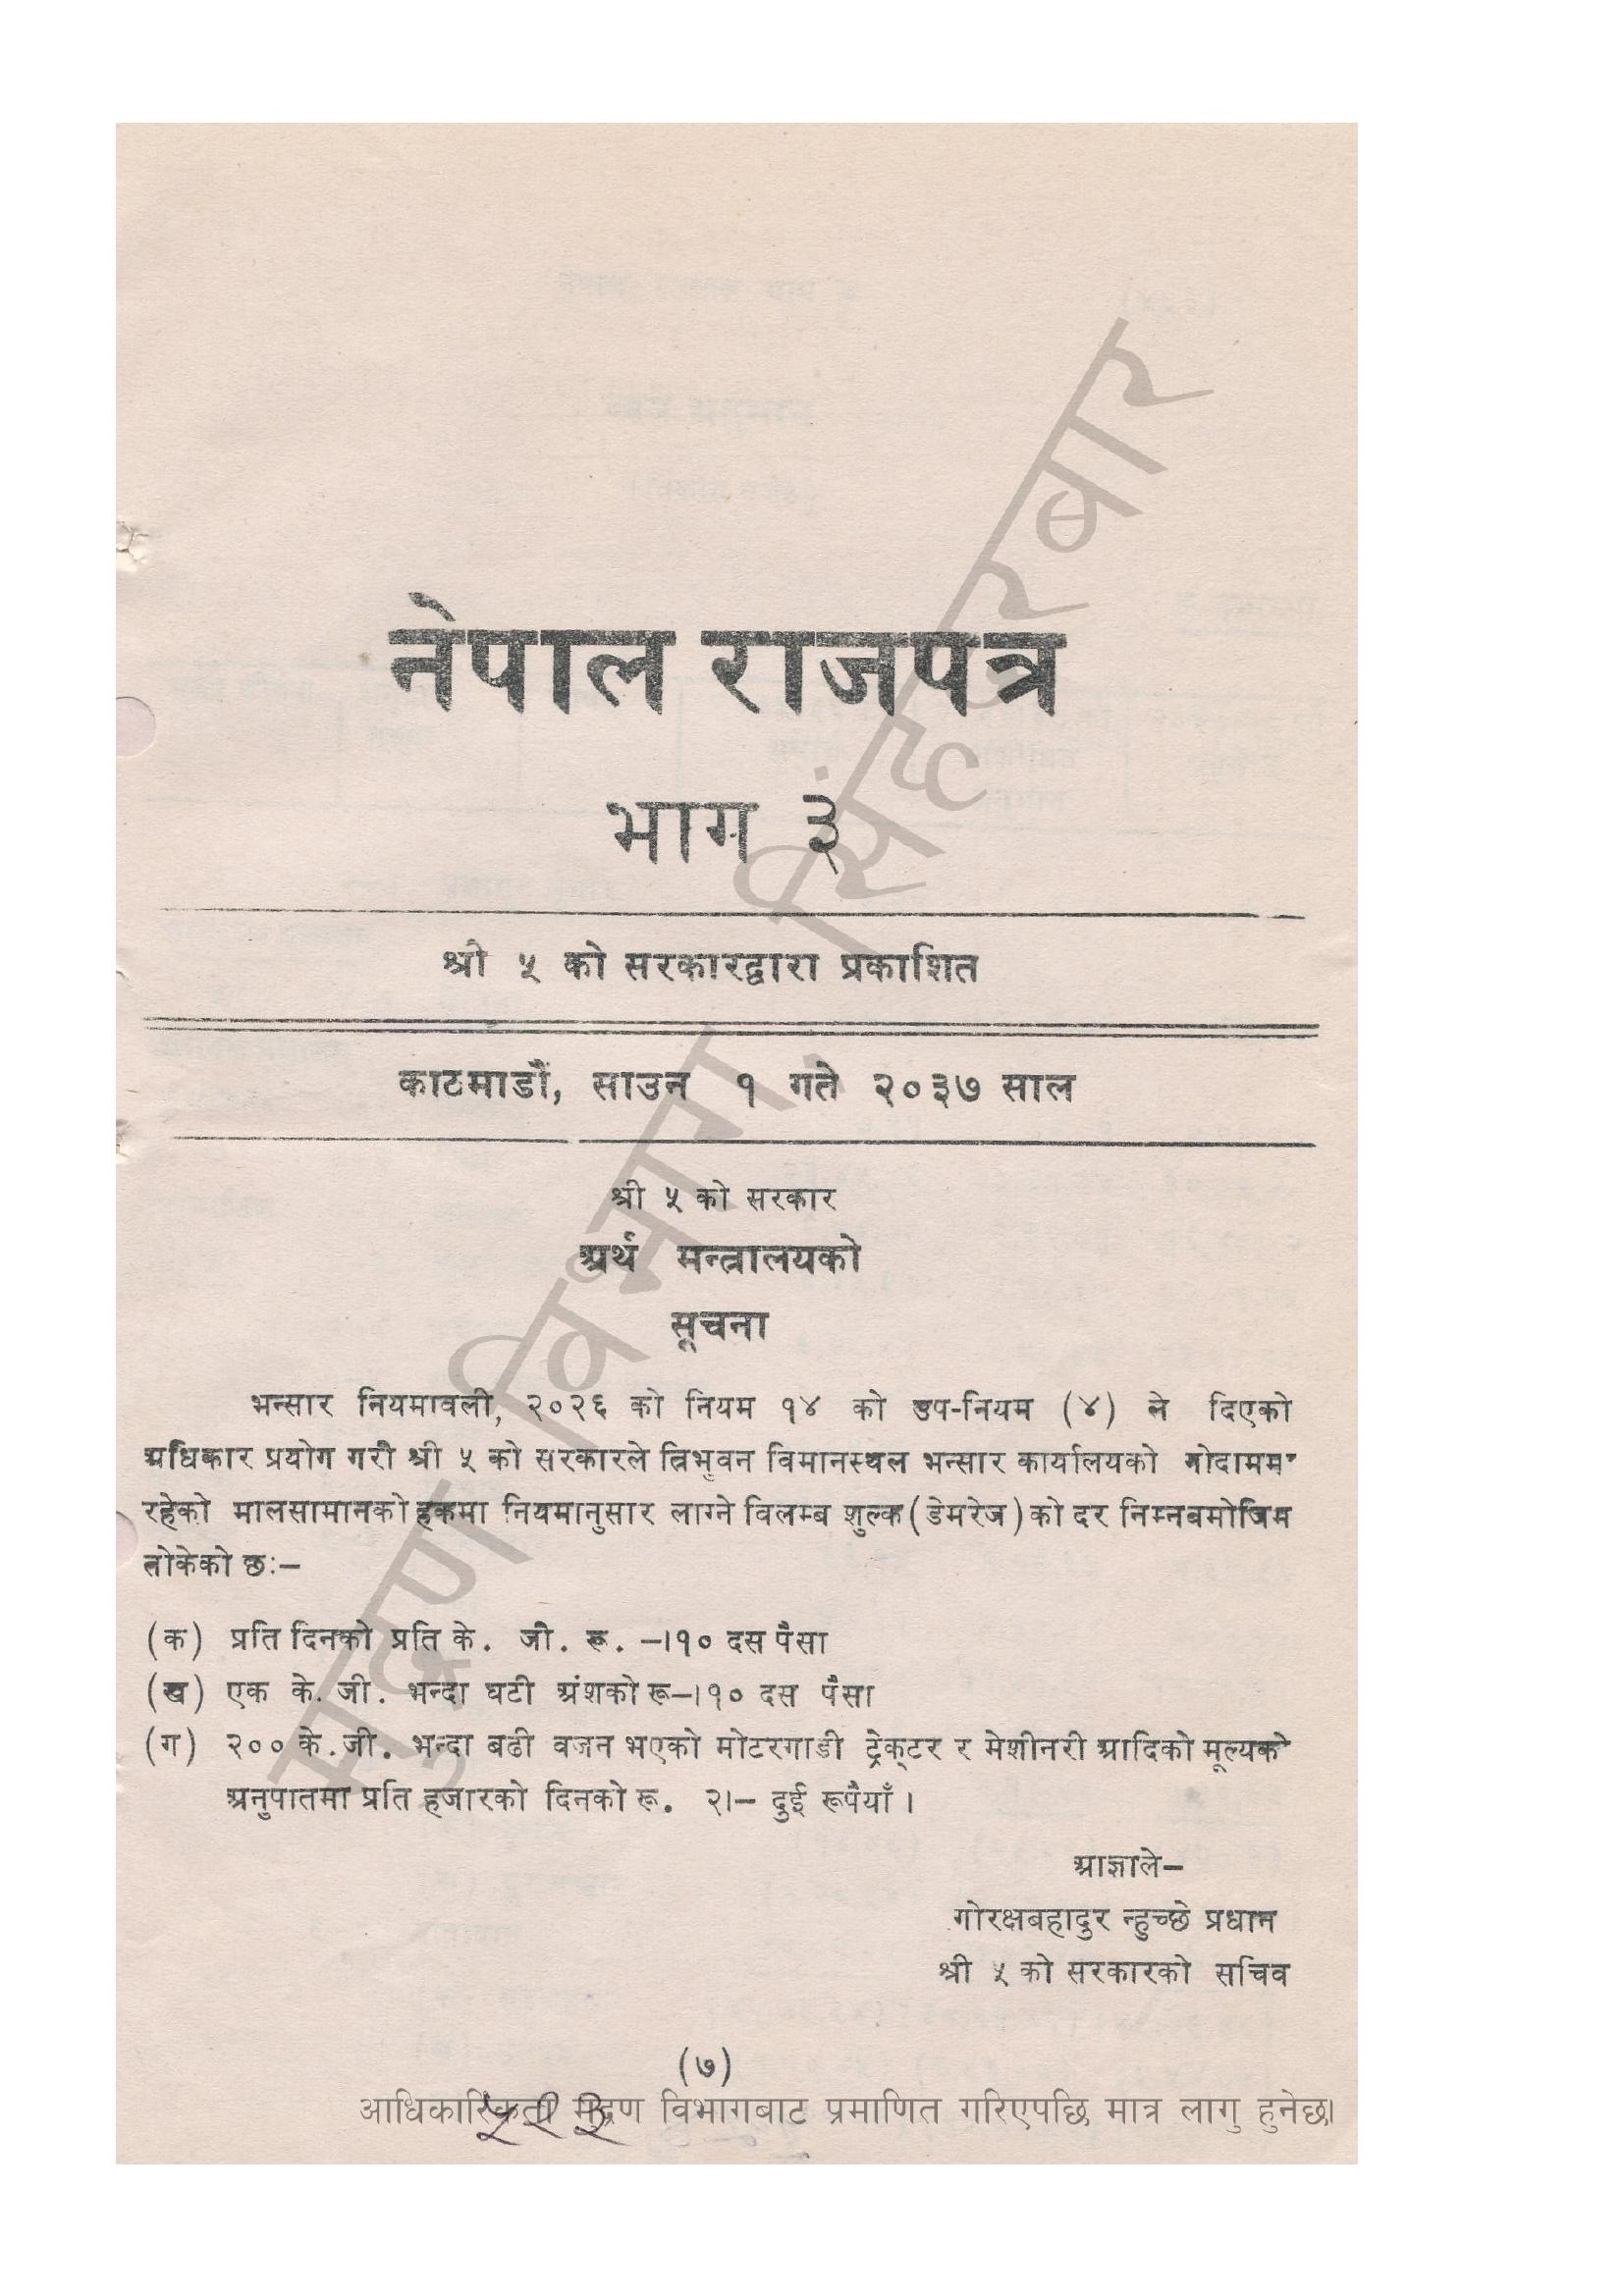 नेपाल राजपत्र
भाग ३
श्री ५ को सरकारद्वारा प्रकाशित
काठमाडौं, साउन १ गते २०३७ साल
श्री ५ को सरकार
अर्थ मन्त्रालयको
सूचना
भन्सार नियमावली, २०२६ को नियम १४ को उप-नियम (४) ले दिएको
अधिकार प्रयोग गरी श्री ५ को सरकारले त्रिभुवन विमानस्थल भन्सार कार्यालयको गोदाममा
रहेको मालसामानको हकमा नियमानुसार लाग्ने विलम्ब शुल्क (डेमरेज) को दर निम्नबमोजिम
तोकेको छः–
(क) प्रति दिनको प्रति के. जी. रू. –।१० दस पैसा
(ख) एक के. जी. भन्दा घटी अंशको रू–।१० दस पैसा
(ग) २०० के. जी. भन्दा बढी वजन भएको मोटरगाडी ट्रेक्टर र मेशीनरी आदिको मूल्यको
अनुपातमा प्रति हजारको दिनको रू. २।– दुई रूपैयाँ ।
आज्ञाले–
गोरक्षबहादुर न्हुच्छे प्रधान
श्री ५ को सरकारको सचिव
(७)
आधिकारिकता मुद्रण विभागबाट प्रमाणित गरिएपछि मात्र लागु हुनेछ।
मुद्रण विभाग, सिंहदरबार